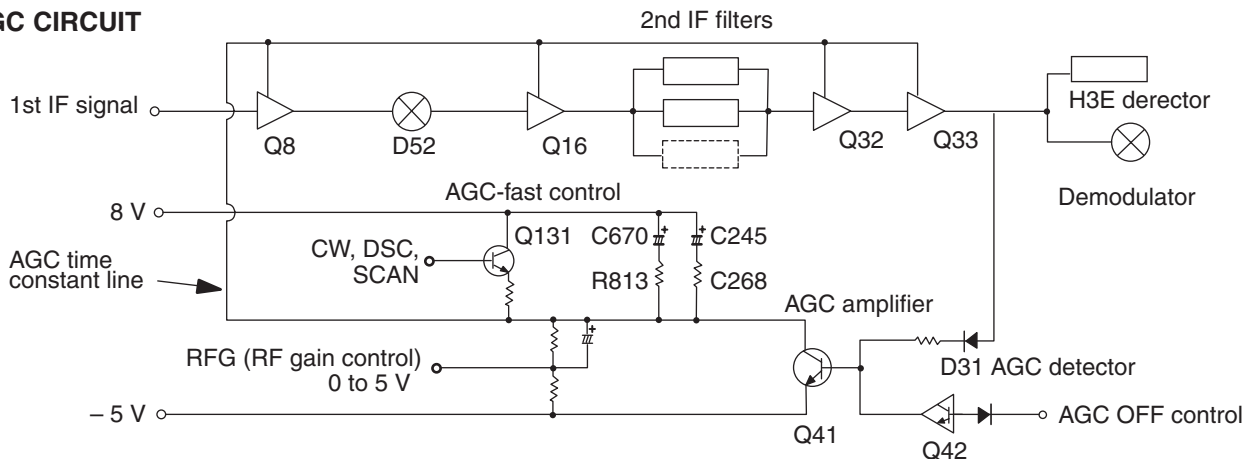 GC CIRCUIT
2nd IF filters
1st IF signal
Q8
D52
Q16
Q32
Q33
H3E derector
Demodulator
AGC-fast control
8 V
Q131
C670
C245
CW, DSC,
SCAN
R813
C268
AGC time
constant line
AGC amplifier
RFG (RF gain control)
0 to 5 V
D31 AGC detector
– 5 V
AGC OFF control
Q41
Q42